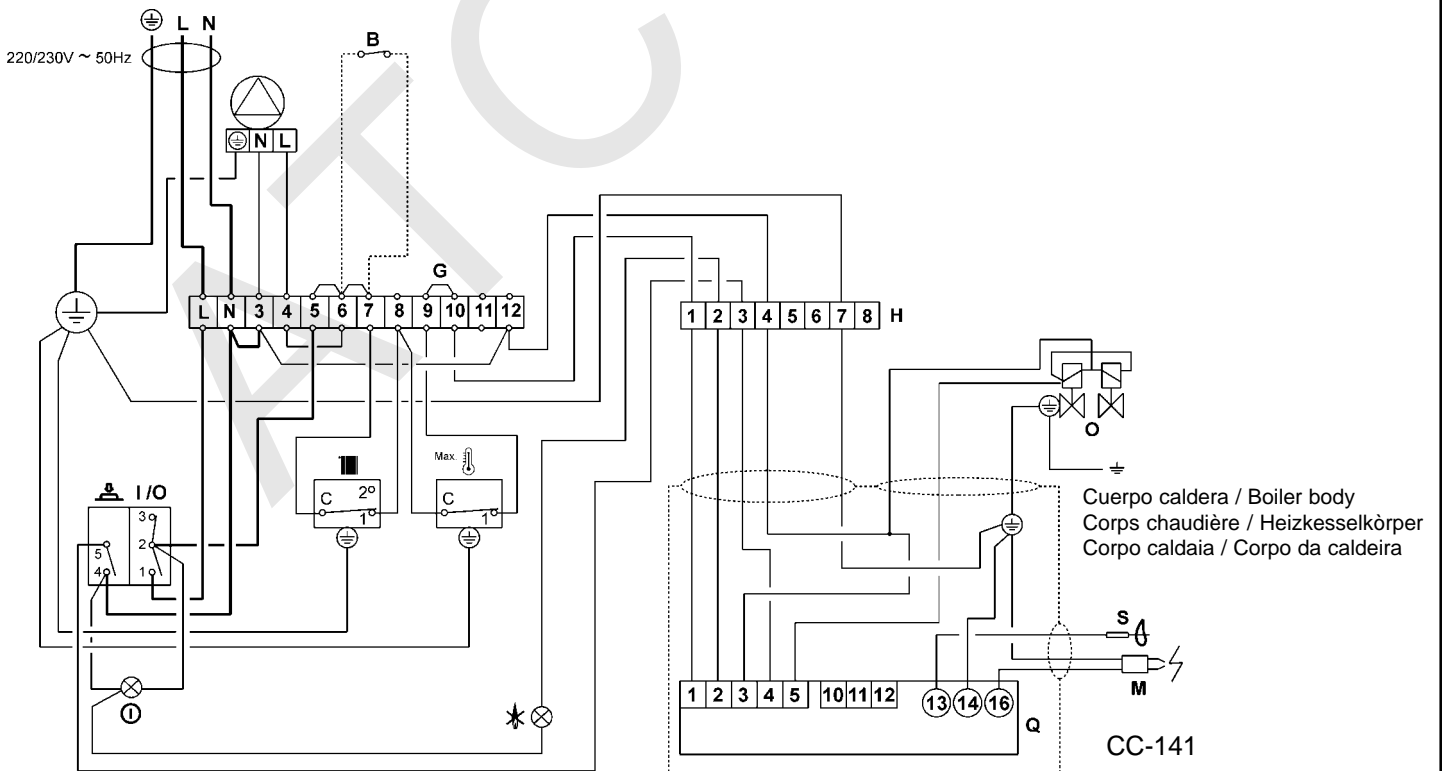 L N
220/230V ~ 50Hz
B
N L
G
L N 3 4 5 6 7 8 9 10 11 12
1 2 3 4 5 6 7 8 H
O
Max.
C 2º
1
C
1
I /O
3
5 2
4 1
Cuerpo caldera / Boiler body
Corps chaudière / Heizkesselkòrper
Corpo caldaia / Corpo da caldeira
S
M
1 2 3 4 5 10 11 12 13 14 16
Q
I
CC-141
ATC